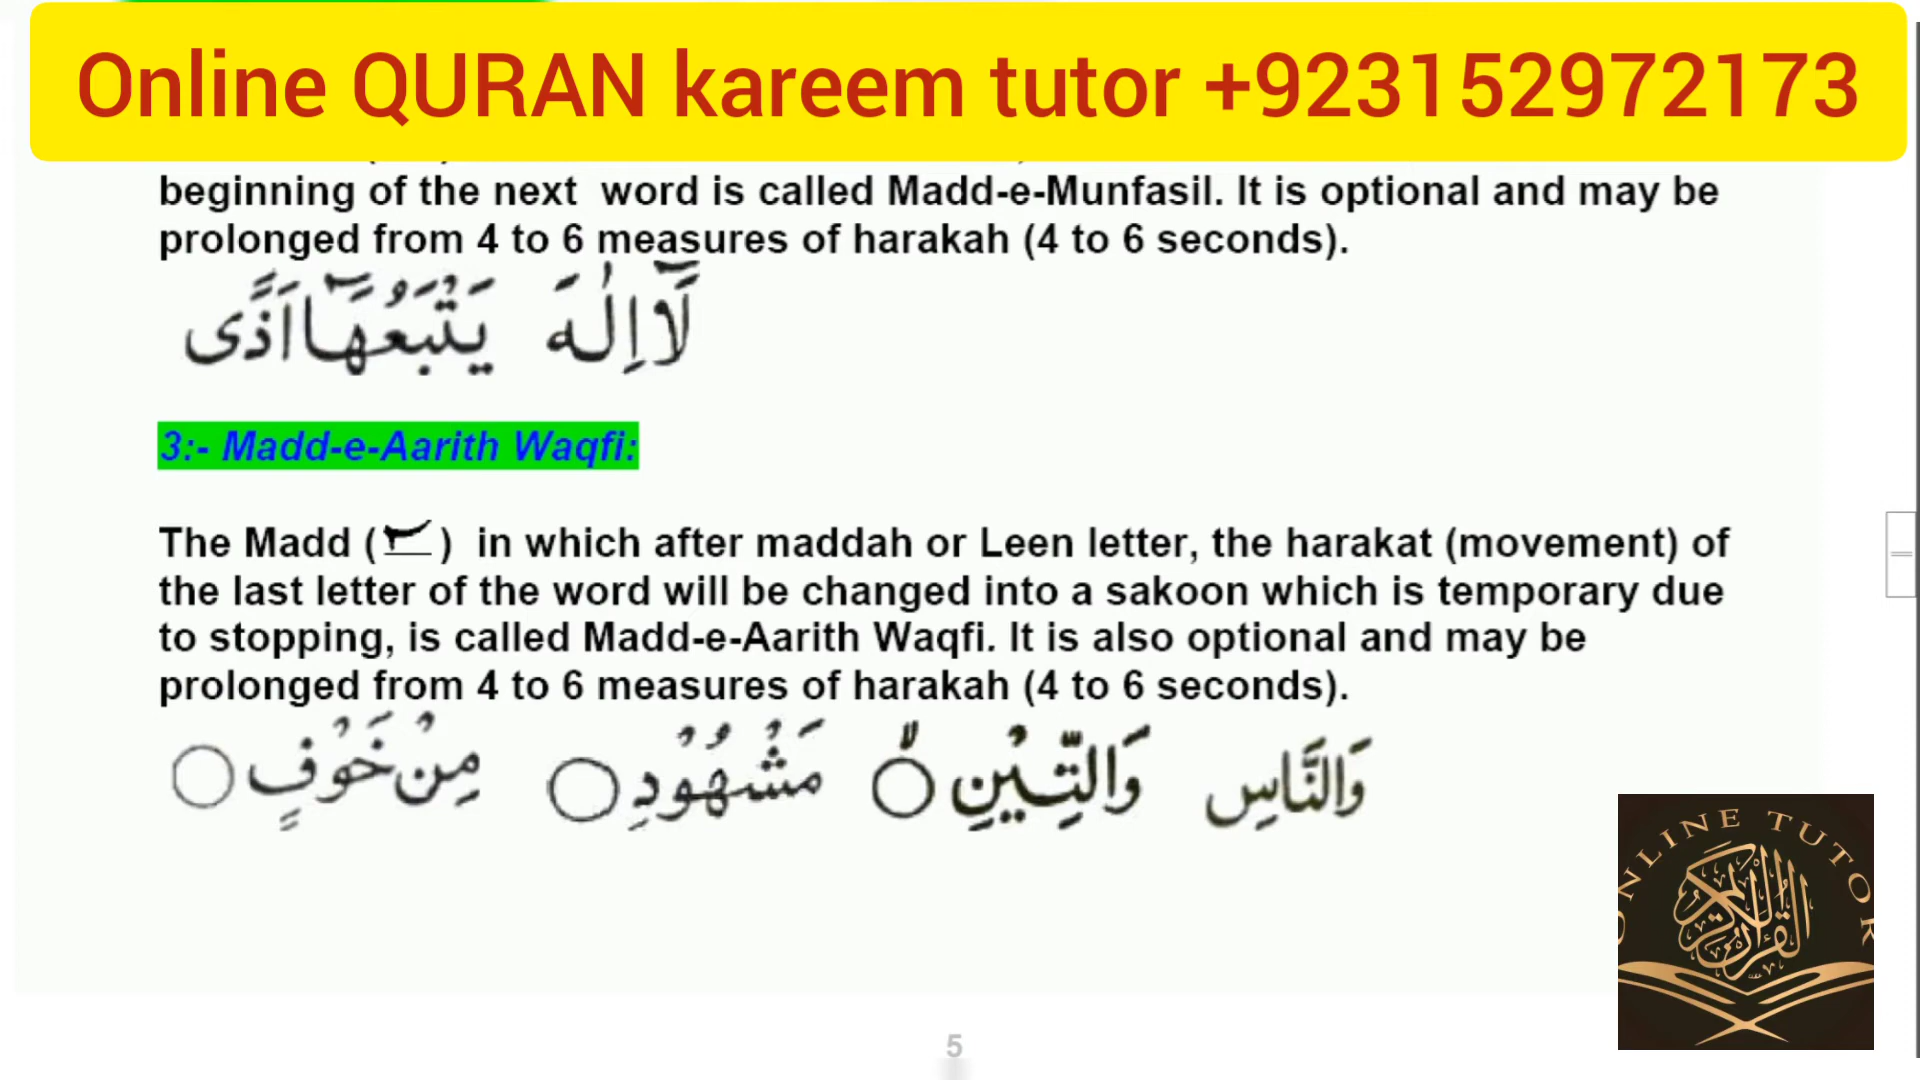 Online QURAN kareem tutor +923152972173
beginning of the next word is called Madd-e-Munfasil. It is optional and may be
prolonged from 4 to 6 measures of harakah (4 to 6 seconds).
لَآ اِلٰهَ يَتْبَعُهَآ اَذًى
3:- Madd-e-Aarith Waqfi:
The Madd ( ٓ ) in which after maddah or Leen letter, the harakat (movement) of
the last letter of the word will be changed into a sakoon which is temporary due
to stopping, is called Madd-e-Aarith Waqfi. It is also optional and may be
prolonged from 4 to 6 measures of harakah (4 to 6 seconds).
وَالنَّاسِ وَالتِّيْنِ مَشْهُوْدٍ مِنْ خَوْفٍ
ONLINE TUTOR
القرآن الكريم
5